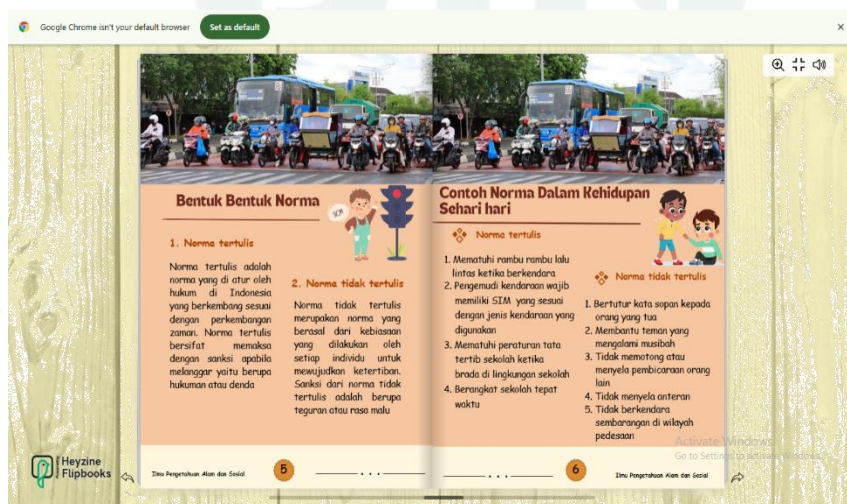 Google Chrome isn't your default browser
Set as default
Bentuk Bentuk Norma
SIM
1. Norma tertulis
Norma tertulis adalah
norma yang di atur oleh
hukum di Indonesia
yang berkembang sesuai
dengan perkembangan
zaman. Norma tertulis
bersifat memaksa
dengan sanksi apabila
melanggar yaitu berupa
hukuman atau denda
2. Norma tidak tertulis
Norma tidak tertulis
merupakan norma yang
berasal dari kebiasaan
yang dilakukan oleh
setiap individu untuk
mewujudkan ketertiban.
Sanksi dari norma tidak
tertulis adalah berupa
teguran atau rasa malu
Ilmu Pengetahuan Alam dan Sosial
5
Contoh Norma Dalam Kehidupan
Sehari hari
Norma tertulis
1. Mematuhi rambu rambu lalu
lintas ketika berkendara
2. Pengemudi kendaraan wajib
memiliki SIM yang sesuai
dengan jenis kendaraan yang
digunakan
3. Mematuhi peraturan tata
tertib sekolah ketika
brada di lingkungan sekolah
4. Berangkat sekolah tepat
waktu
Norma tidak tertulis
1. Bertutur kata sopan kepada
orang yang tua
2. Membantu teman yang
mengalami musibah
3. Tidak memotong atau
menyela pembicaraan orang
lain
4. Tidak menyela anteran
5. Tidak berkendara
sembarangan di wilayah
pedesaan
6
Ilmu Pengetahuan Alam dan Sosial
Activate Windows
Go to Settings to activate Windows.
Heyzine
Flipbooks